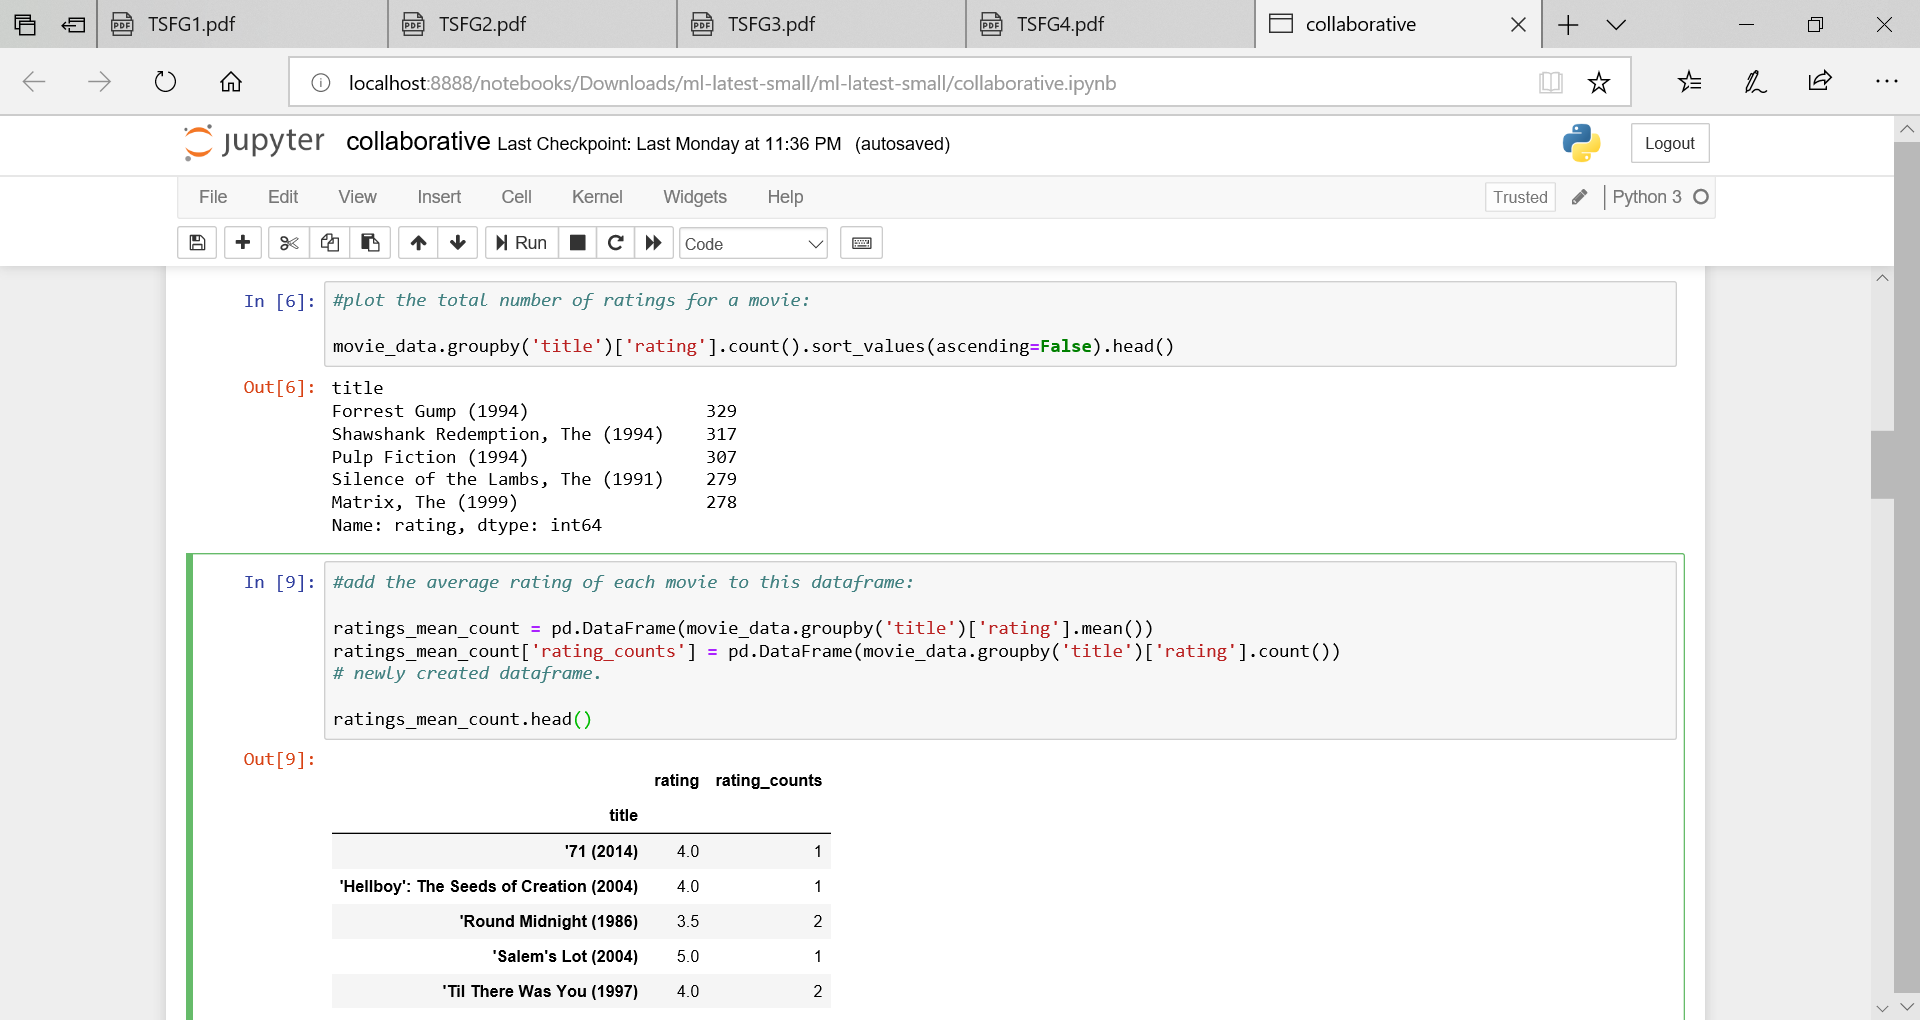 TSFG1.pdf TSFG2.pdf TSFG3.pdf TSFG4.pdf collaborative
localhost:8888/notebooks/Downloads/ml-latest-small/ml-latest-small/collaborative.ipynb
jupyter collaborative Last Checkpoint: Last Monday at 11:36 PM (autosaved) Logout
File Edit View Insert Cell Kernel Widgets Help Trusted Python 3
Run Code
In [6]: #plot the total number of ratings for a movie:
movie_data.groupby('title')['rating'].count().sort_values(ascending=False).head()
Out[6]: title
Forrest Gump (1994) 329
Shawshank Redemption, The (1994) 317
Pulp Fiction (1994) 307
Silence of the Lambs, The (1991) 279
Matrix, The (1999) 278
Name: rating, dtype: int64
In [9]: #add the average rating of each movie to this dataframe:
ratings_mean_count = pd.DataFrame(movie_data.groupby('title')['rating'].mean())
ratings_mean_count['rating_counts'] = pd.DataFrame(movie_data.groupby('title')['rating'].count())
# newly created dataframe.
ratings_mean_count.head()
Out[9]:
rating rating_counts
title
'71 (2014) 4.0 1
'Hellboy': The Seeds of Creation (2004) 4.0 1
'Round Midnight (1986) 3.5 2
'Salem's Lot (2004) 5.0 1
'Til There Was You (1997) 4.0 2